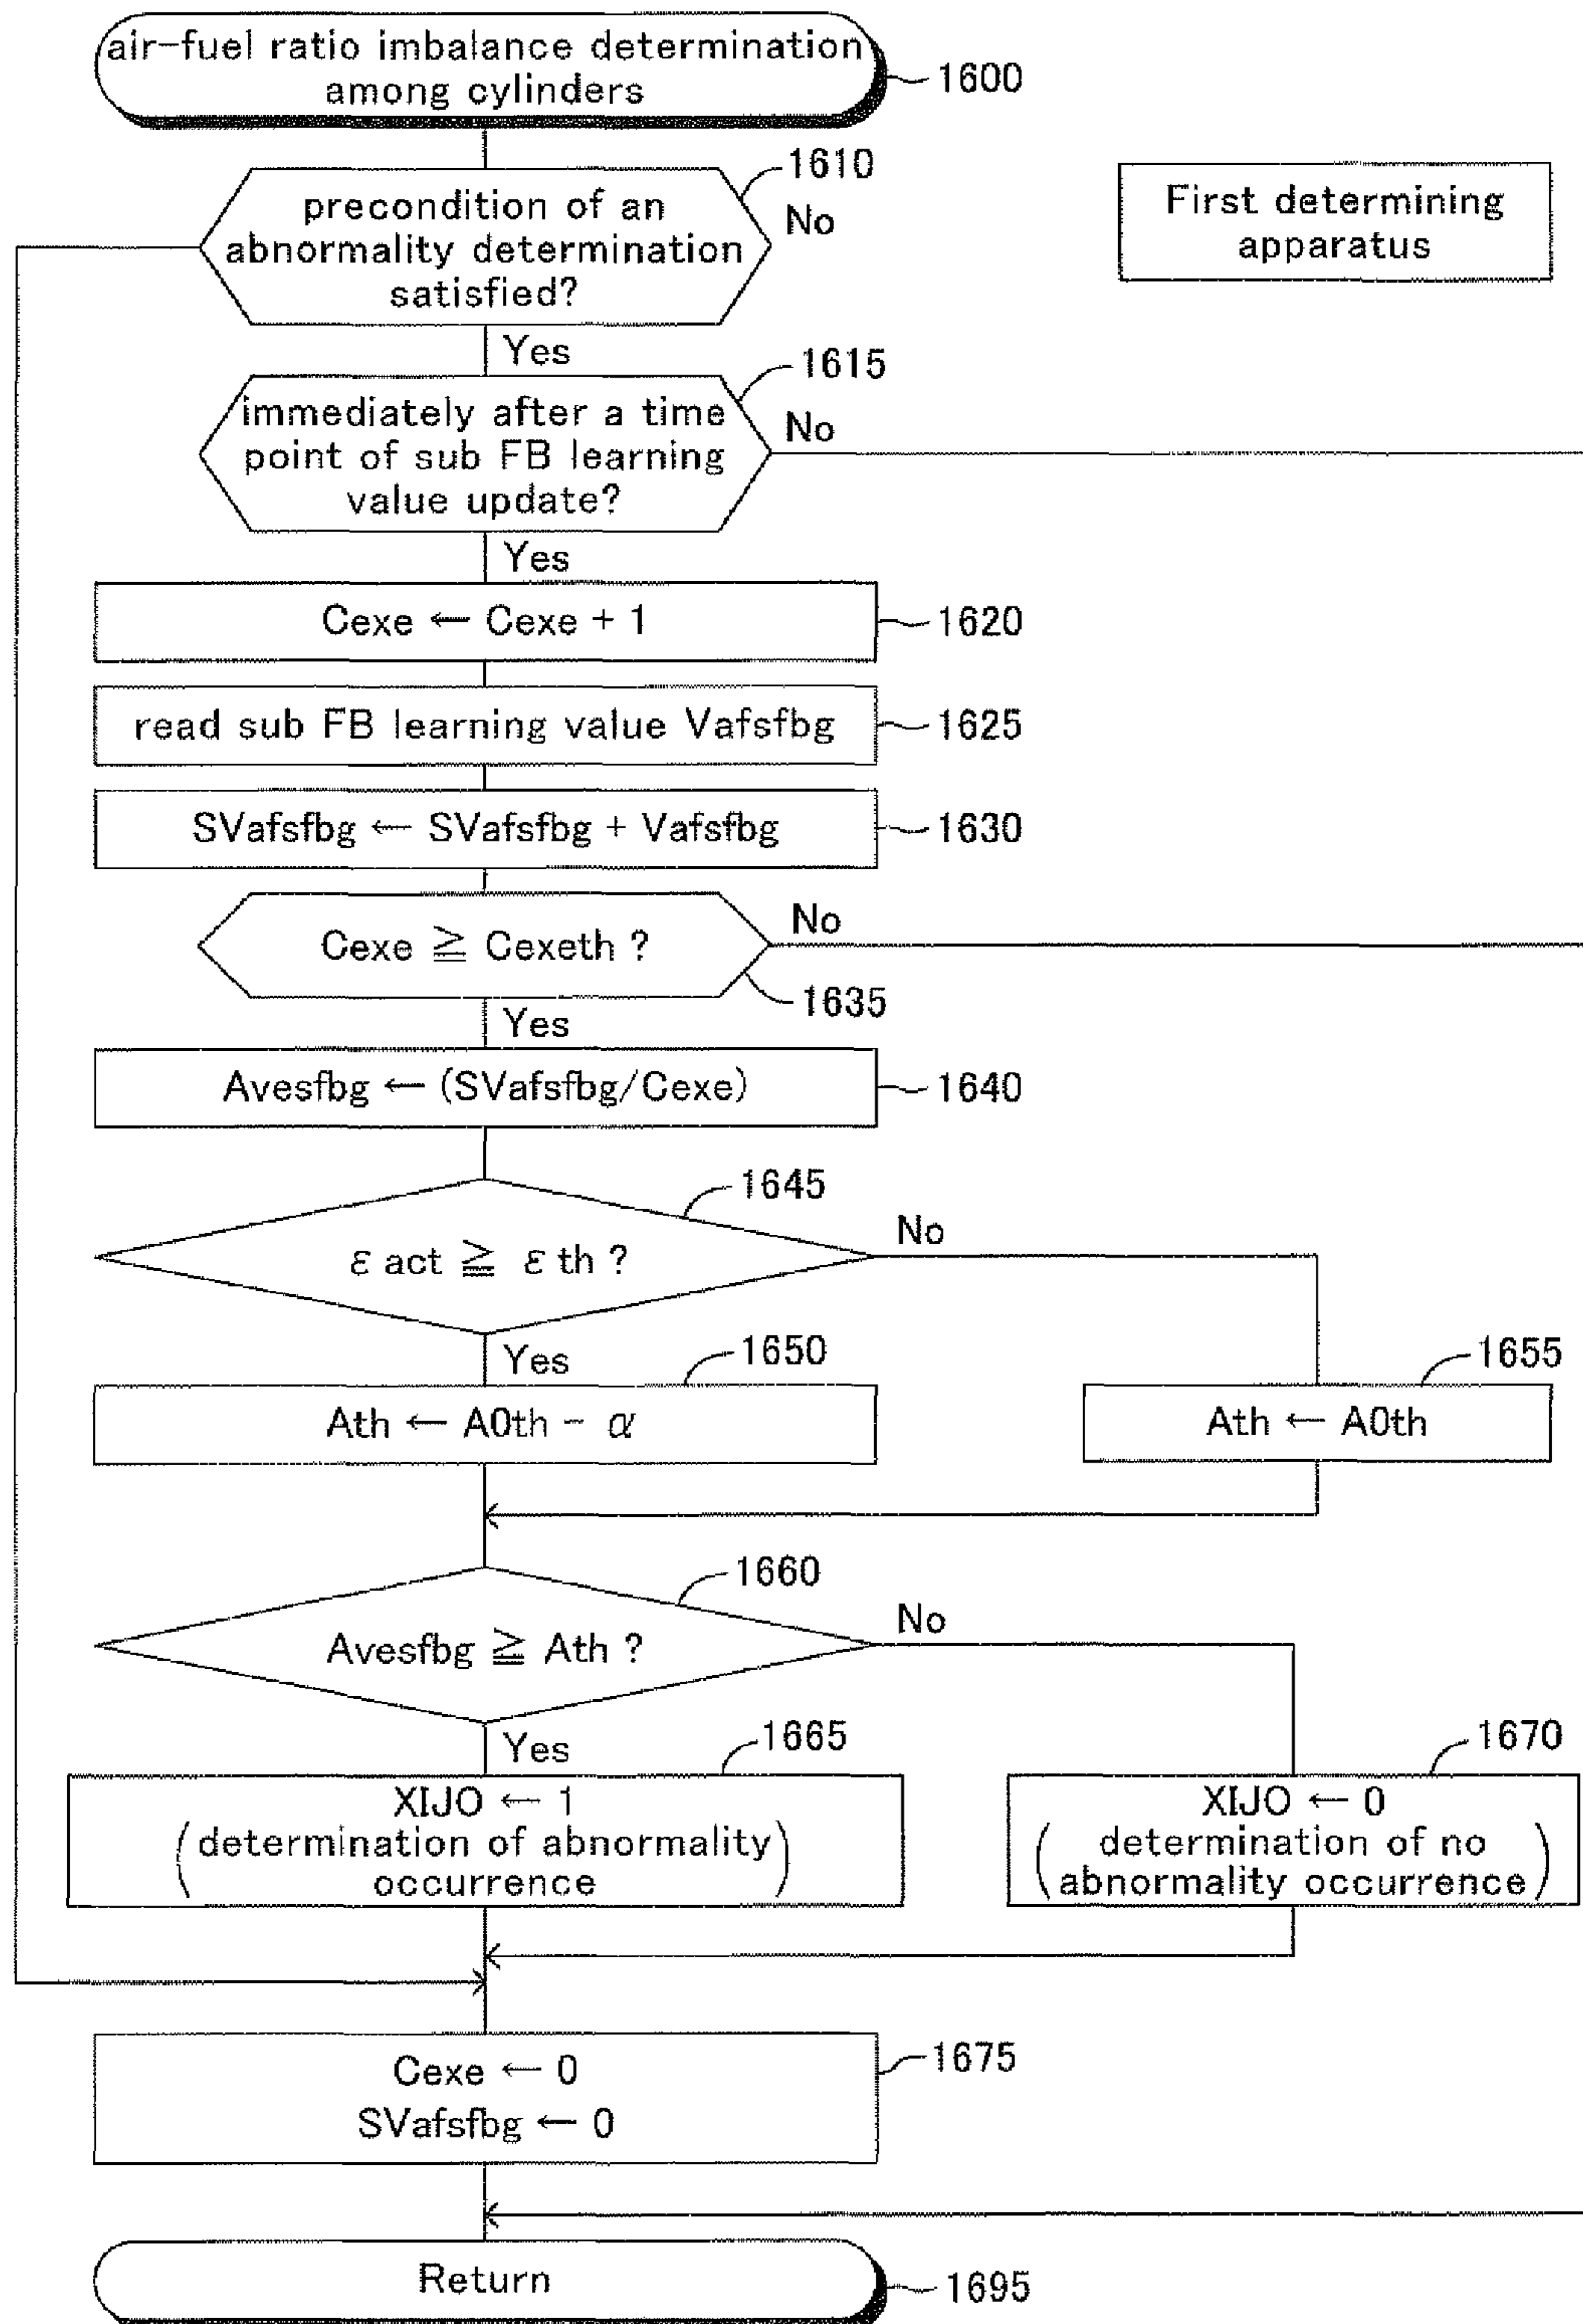 air-fuel ratio imbalance determination
among cylinders
1600
1610
precondition of an
abnormality determination
satisfied?
No
First determining
apparatus
Yes
1615
immediately after a time
point of sub FB learning
value update?
No
Yes
Cexe ← Cexe + 1
1620
read sub FB learning value Vafsfbg
1625
SVafsfbg ← SVafsfbg + Vafsfbg
1630
Cexe ≧ Cexeth ?
No
1635
Yes
Avesfbg ← (SVafsfbg/Cexe)
1640
1645
ε act ≧ ε th ?
No
Yes
1650
1655
Ath ← A0th - α
Ath ← A0th
1660
Avesfbg ≧ Ath ?
No
Yes
1665
1670
XIJO ← 1
(determination of abnormality
occurrence)
XIJO ← 0
(determination of no
abnormality occurrence)
Cexe ← 0
SVafsfbg ← 0
1675
Return
1695